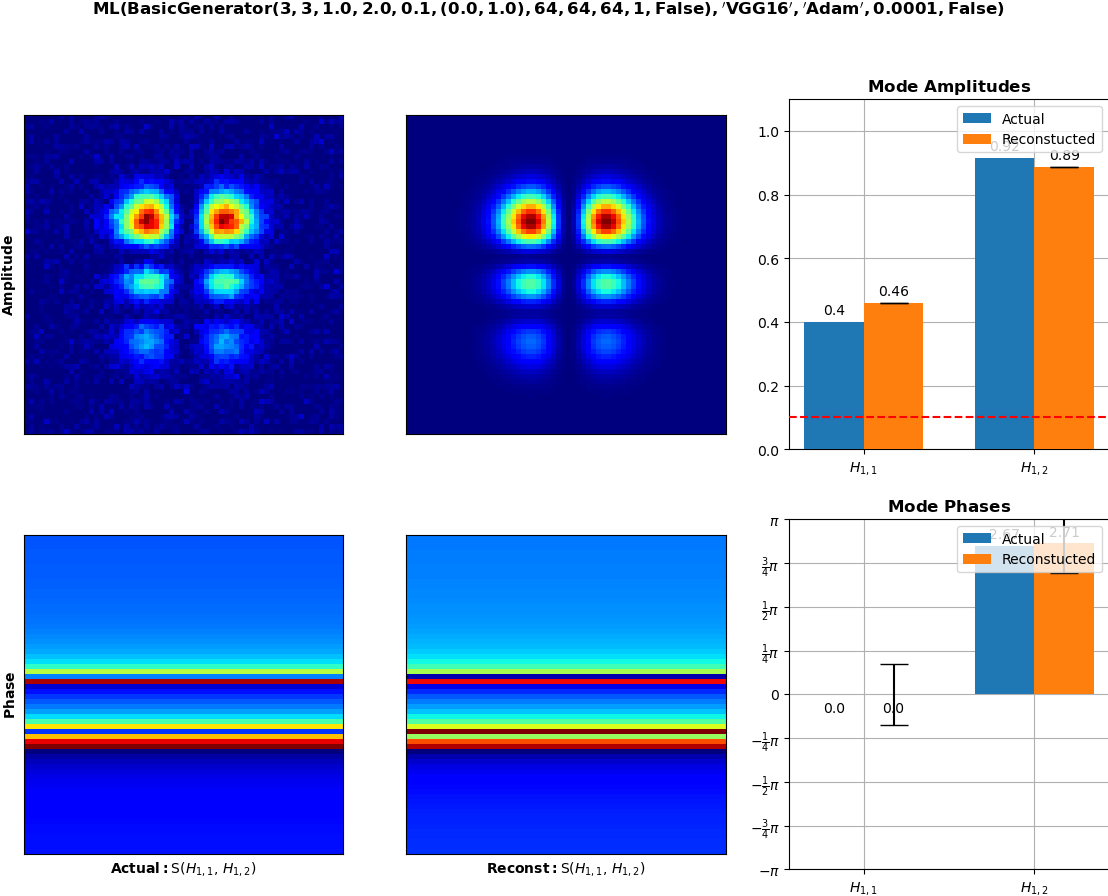 ML(BasicGenerator(3, 3, 1.0, 2.0, 0.1, (0.0, 1.0), 64, 64, 64, 1, False), 'VGG16', 'Adam', 0.0001, False)
Amplitude
Mode Amplitudes
Actual
Reconstucted
1.0
0.8
0.6
0.4
0.2
0.0
0.4
0.46
0.92
0.89
H1,1
H1,2
Phase
Actual: S(H1,1, H1,2)
Reconst: S(H1,1, H1,2)
Mode Phases
Actual
Reconstucted
π
3/4π
1/2π
1/4π
0
−1/4π
−1/2π
−3/4π
−π
0.0
0.0
2.71
H1,1
H1,2